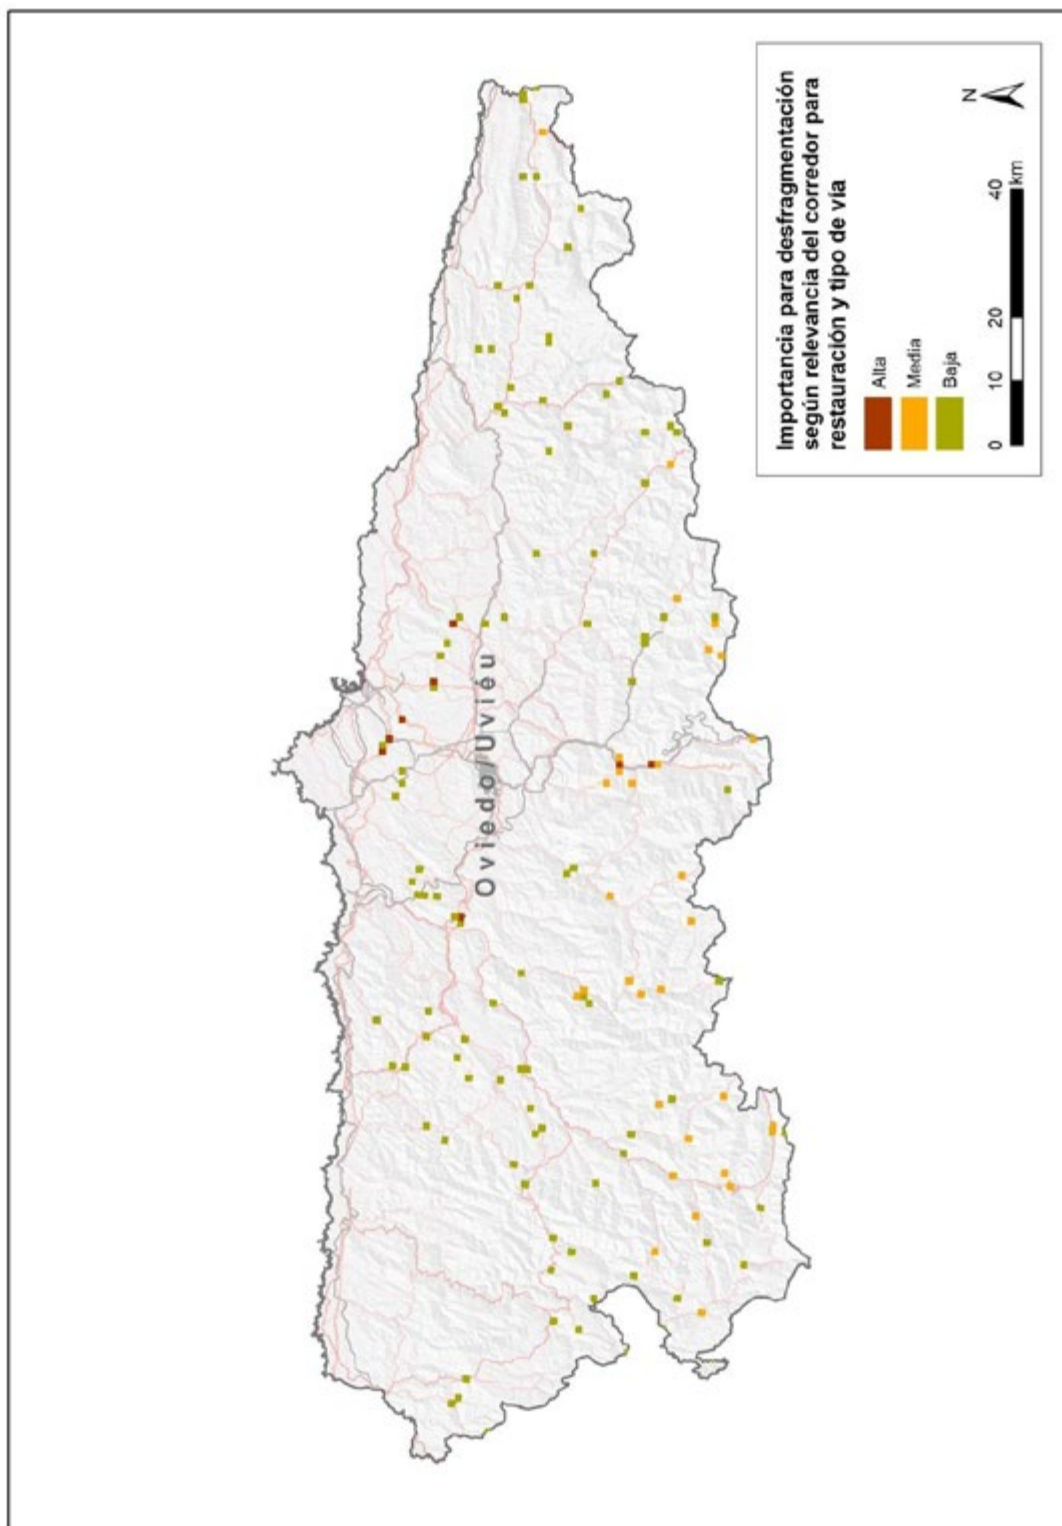 Importancia para desfragmentación
según relevancia del corredor para
restauración y tipo de vía
Alta
Media
Baja
N
0 10 20 40
km
Oviedo/Uviéu